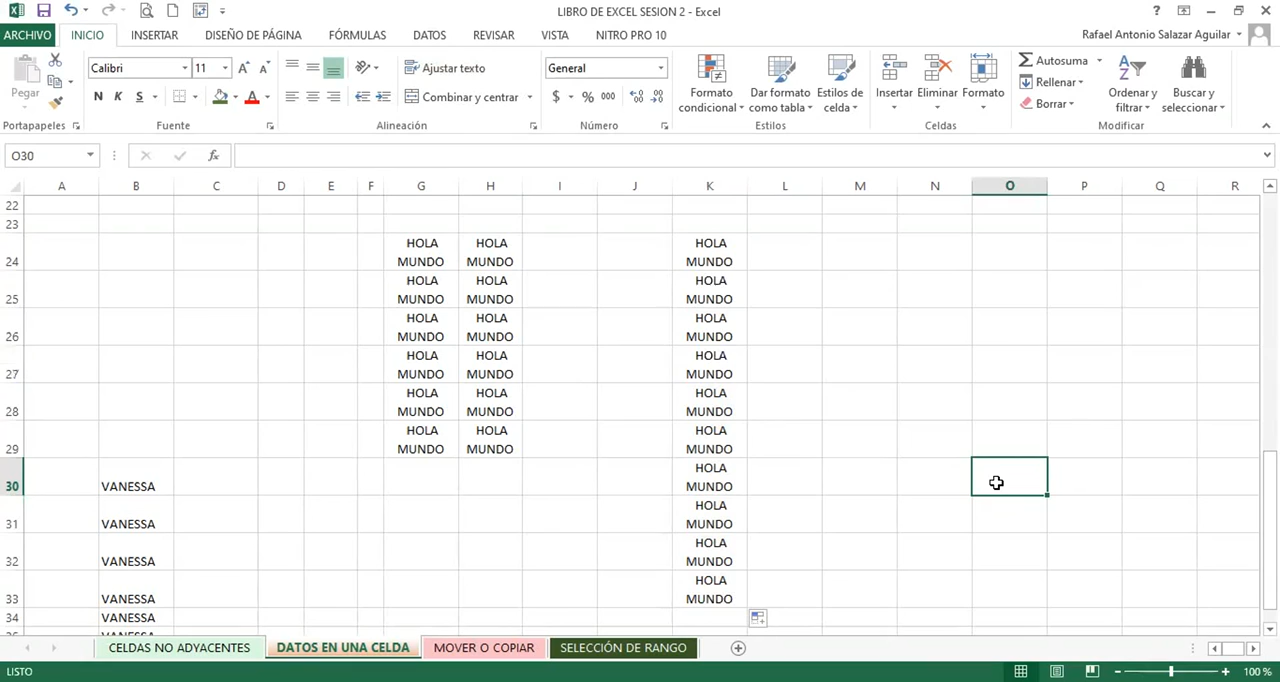 LIBRO DE EXCEL SESION 2 - Excel
?
ARCHIVO INICIO INSERTAR DISEÑO DE PÁGINA FÓRMULAS DATOS REVISAR VISTA NITRO PRO 10 Rafael Antonio Salazar Aguilar
Pegar
Calibri 11
N K S
Ajustar texto
Combinar y centrar
General
$ % 000
Formato condicional
Dar formato como tabla
Estilos de celda
Insertar Eliminar Formato
Autosuma
Rellenar
Borrar
Ordenar y filtrar
Buscar y seleccionar
Portapapeles Fuente Alineación Número Estilos Celdas Modificar
O30 fx
A B C D E F G H I J K L M N O P Q R
22
23
HOLA HOLA HOLA
24 MUNDO MUNDO MUNDO
HOLA HOLA HOLA
25 MUNDO MUNDO MUNDO
HOLA HOLA HOLA
26 MUNDO MUNDO MUNDO
HOLA HOLA HOLA
27 MUNDO MUNDO MUNDO
HOLA HOLA HOLA
28 MUNDO MUNDO MUNDO
HOLA HOLA HOLA
29 MUNDO MUNDO MUNDO
HOLA
30 VANESSA MUNDO
HOLA
31 VANESSA MUNDO
HOLA
32 VANESSA MUNDO
HOLA
33 VANESSA MUNDO
34 VANESSA
CELDAS NO ADYACENTES DATOS EN UNA CELDA MOVER O COPIAR SELECCIÓN DE RANGO
LISTO 100 %